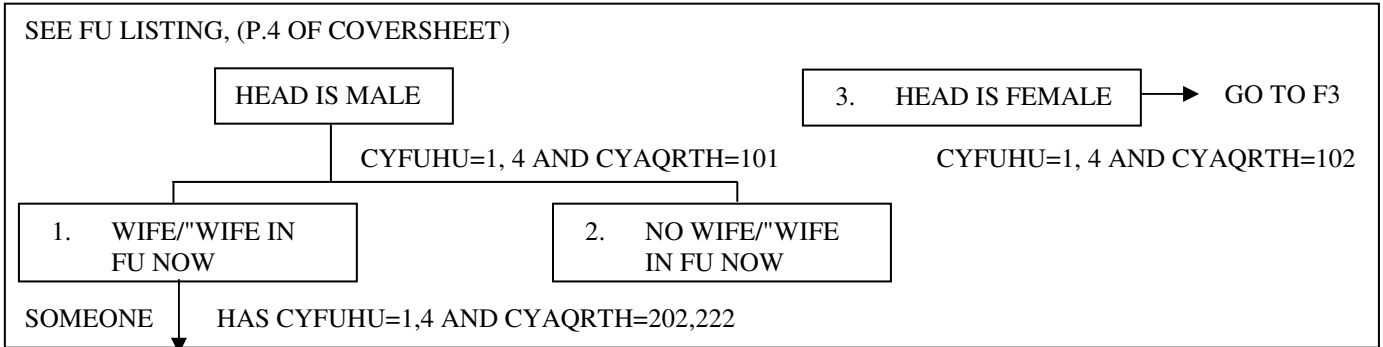 SEE FU LISTING, (P.4 OF COVERSHEET)
HEAD IS MALE
3. HEAD IS FEMALE
GO TO F3
CYFUHU=1, 4 AND CYAQRTH=101
CYFUHU=1, 4 AND CYAQRTH=102
1. WIFE/"WIFE IN
FU NOW
2. NO WIFE/"WIFE
IN FU NOW
SOMEONE HAS CYFUHU=1,4 AND CYAQRTH=202,222